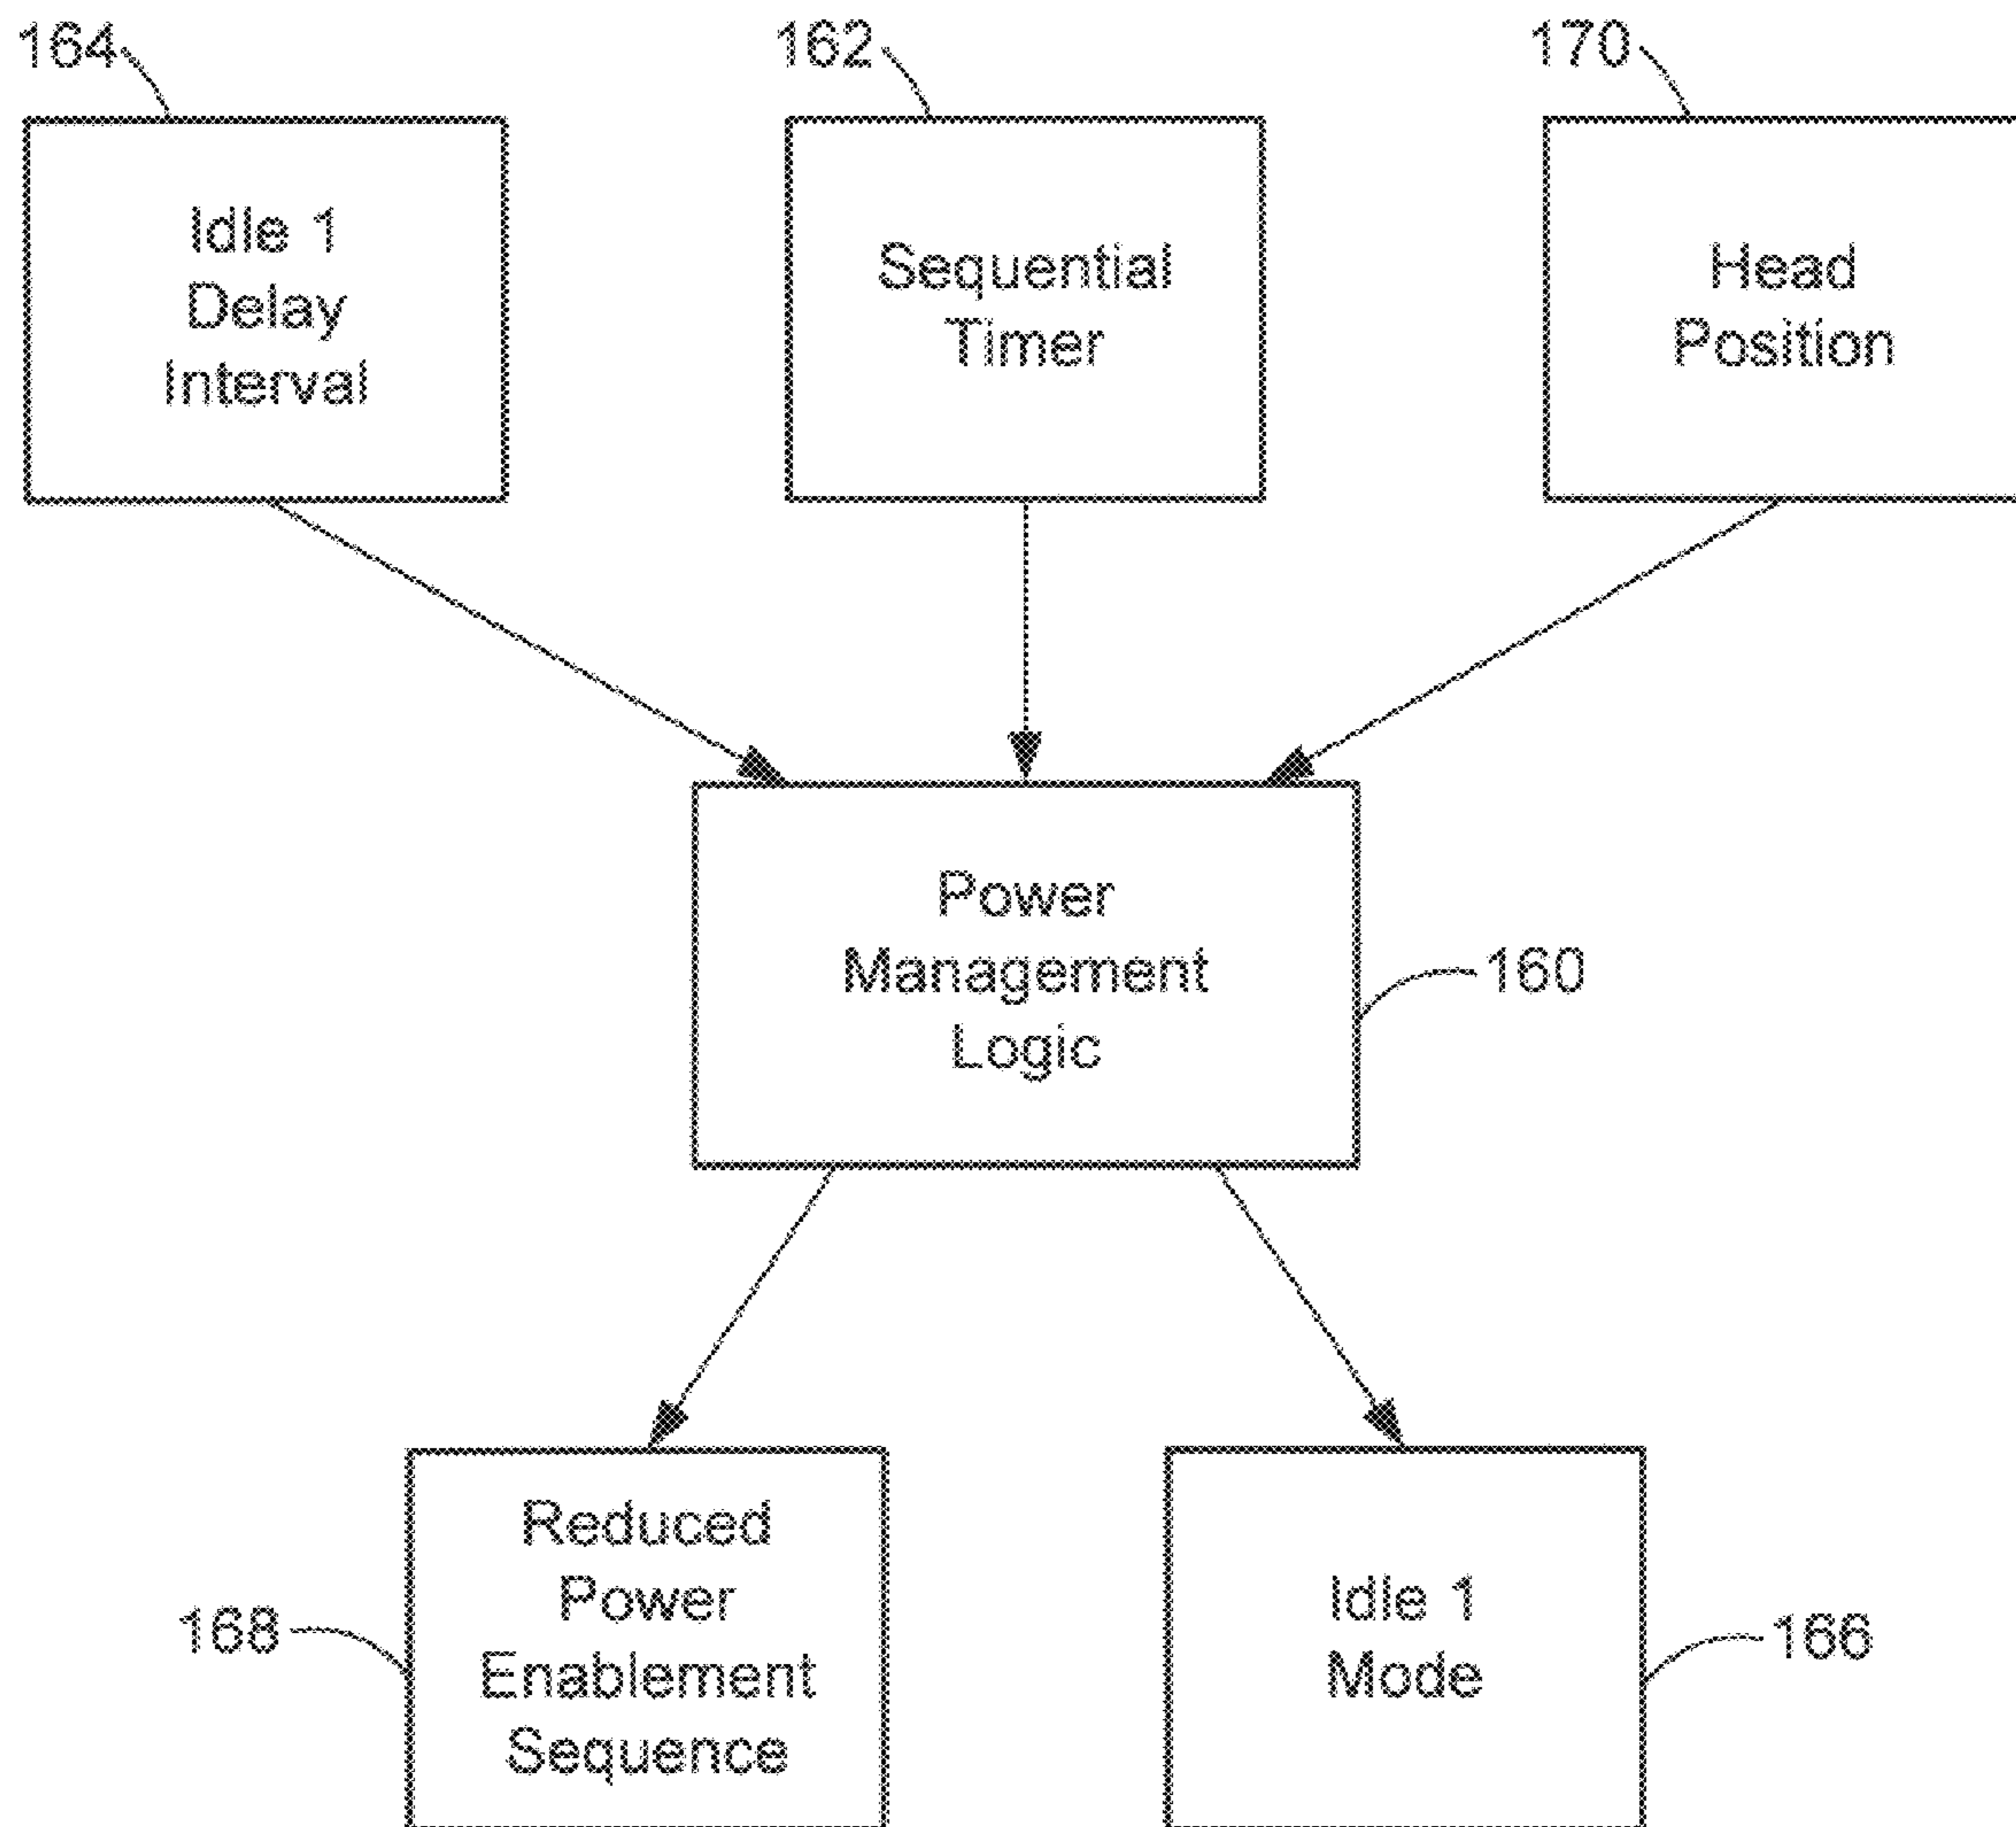 164
162
170
Idle 1
Delay
Interval
Sequential
Timer
Head
Position
Power
Management
Logic
160
Reduced
Power
Enablement
Sequence
168
Idle 1
Mode
166